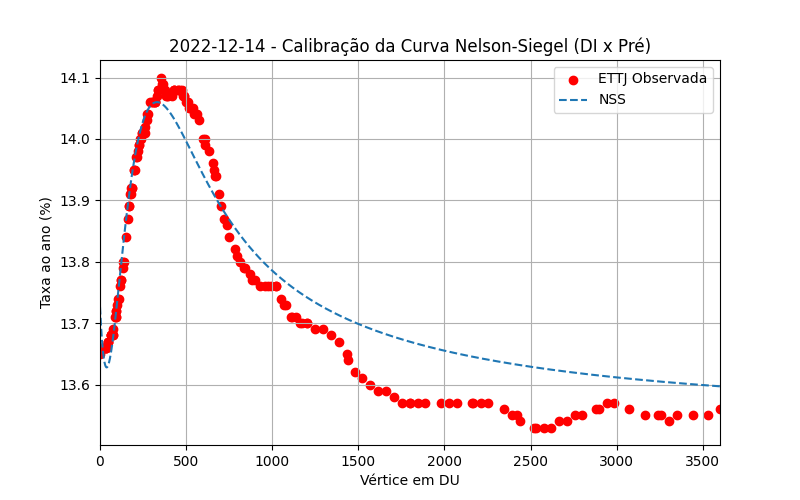 2022-12-14 - Calibração da Curva Nelson-Siegel (DI x Pré)
ETTJ Observada
NSS
Taxa ao ano (%)
14.1
14.0
13.9
13.8
13.7
13.6
0 500 1000 1500 2000 2500 3000 3500
Vértice em DU